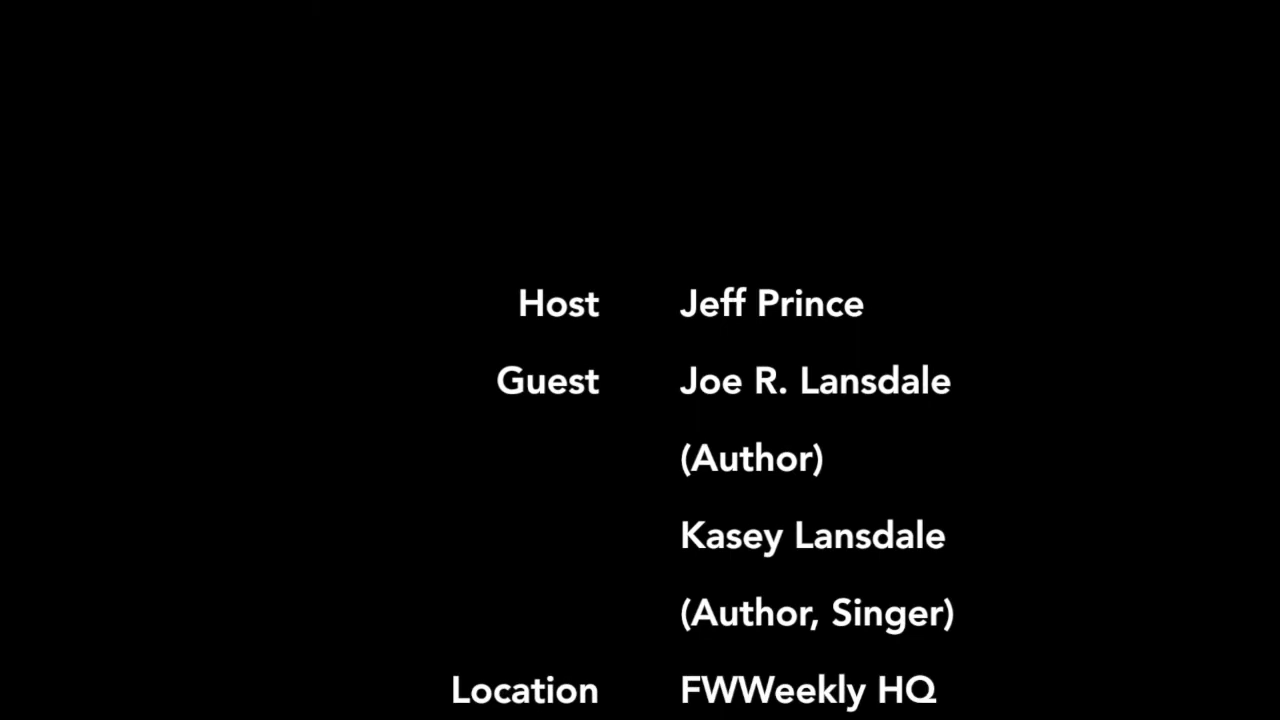 Host Jeff Prince
Guest Joe R. Lansdale
(Author)
Kasey Lansdale
(Author, Singer)
Location FWWeekly HQ